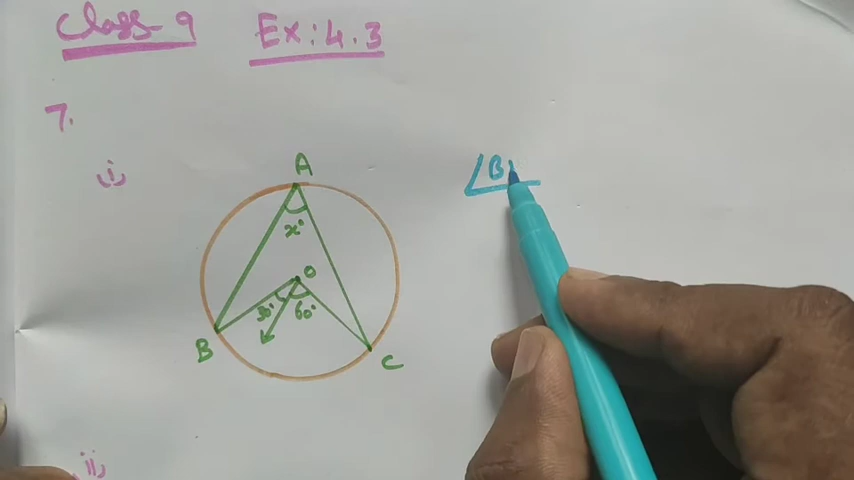 Class-9 Ex:4.3
7.
i)
A
x°
O
30° 60°
B
C
∠B
ii)